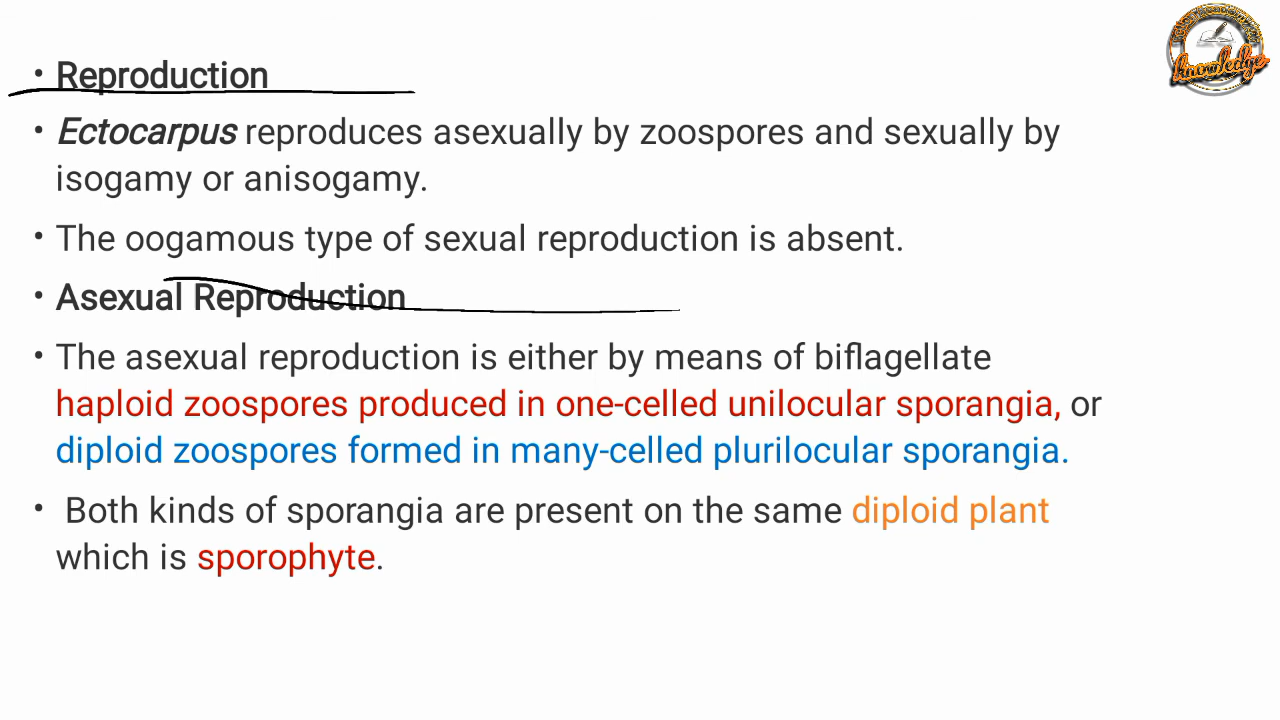 • Reproduction
• Ectocarpus reproduces asexually by zoospores and sexually by
isogamy or anisogamy.
• The oogamous type of sexual reproduction is absent.
• Asexual Reproduction
• The asexual reproduction is either by means of biflagellate
haploid zoospores produced in one-celled unilocular sporangia, or
diploid zoospores formed in many-celled plurilocular sporangia.
• Both kinds of sporangia are present on the same diploid plant
which is sporophyte.
knowledge